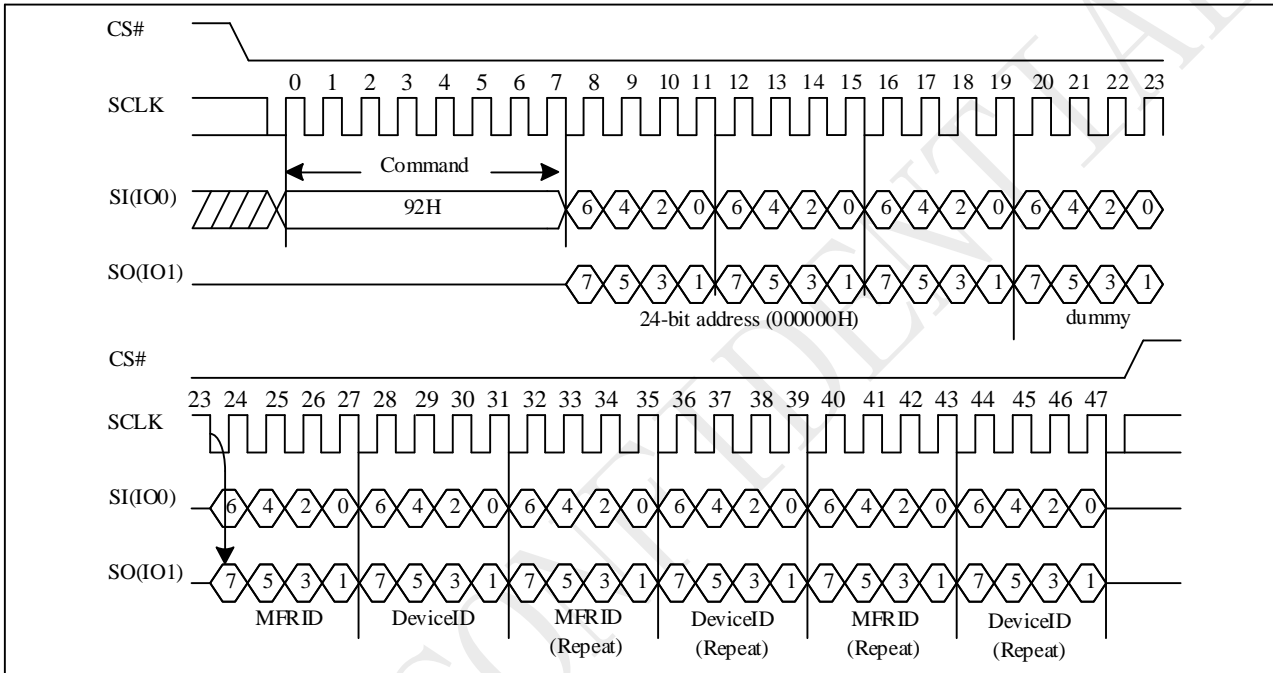 CS#
0 1 2 3 4 5 6 7 8 9 10 11 12 13 14 15 16 17 18 19 20 21 22 23
SCLK
Command
SI(IO0)
92H
6 4 2 0 6 4 2 0 6 4 2 0 6 4 2 0
SO(IO1)
7 5 3 1 7 5 3 1 7 5 3 1 7 5 3 1
24-bit address (000000H)
dummy
CS#
23 24 25 26 27 28 29 30 31 32 33 34 35 36 37 38 39 40 41 42 43 44 45 46 47
SCLK
SI(IO0)
6 4 2 0 6 4 2 0 6 4 2 0 6 4 2 0 6 4 2 0 6 4 2 0
SO(IO1)
7 5 3 1 7 5 3 1 7 5 3 1 7 5 3 1 7 5 3 1 7 5 3 1
MFRID DeviceID MFRID DeviceID MFRID DeviceID
(Repeat) (Repeat) (Repeat) (Repeat)
CONFIDENTIAL